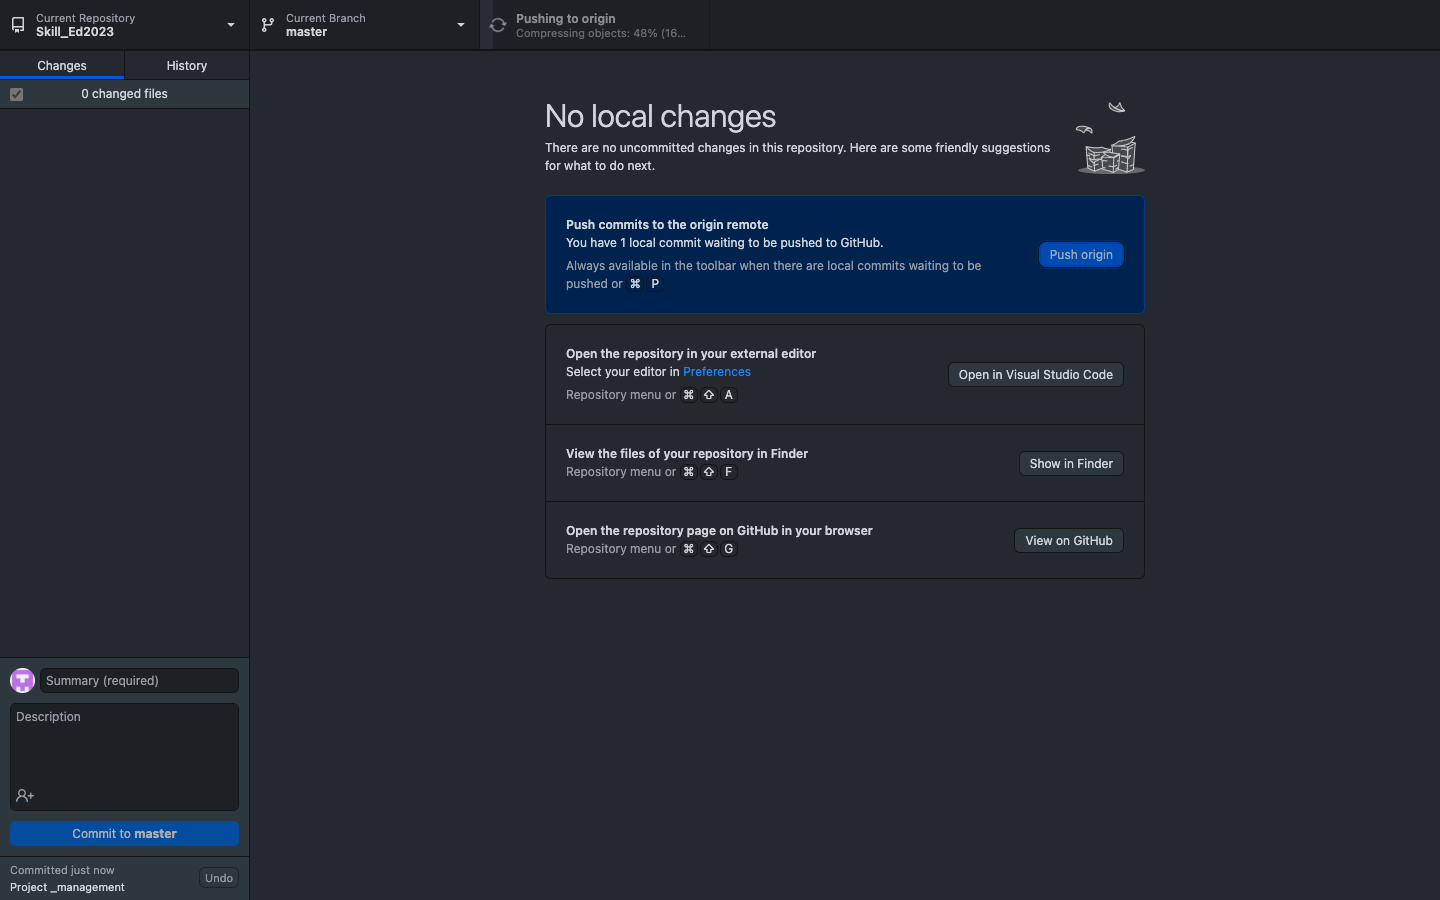 Current Repository
Skill_Ed2023
Current Branch
master
Pushing to origin
Compressing objects: 48% (16...
Changes
History
0 changed files
No local changes
There are no uncommitted changes in this repository. Here are some friendly suggestions
for what to do next.
Push commits to the origin remote
You have 1 local commit waiting to be pushed to GitHub.
Always available in the toolbar when there are local commits waiting to be
pushed or ⌘ P
Push origin
Open the repository in your external editor
Select your editor in Preferences
Repository menu or ⌘ ⇧ A
Open in Visual Studio Code
View the files of your repository in Finder
Repository menu or ⌘ ⇧ F
Show in Finder
Open the repository page on GitHub in your browser
Repository menu or ⌘ ⇧ G
View on GitHub
Summary (required)
Description
Commit to master
Committed just now
Project _management
Undo